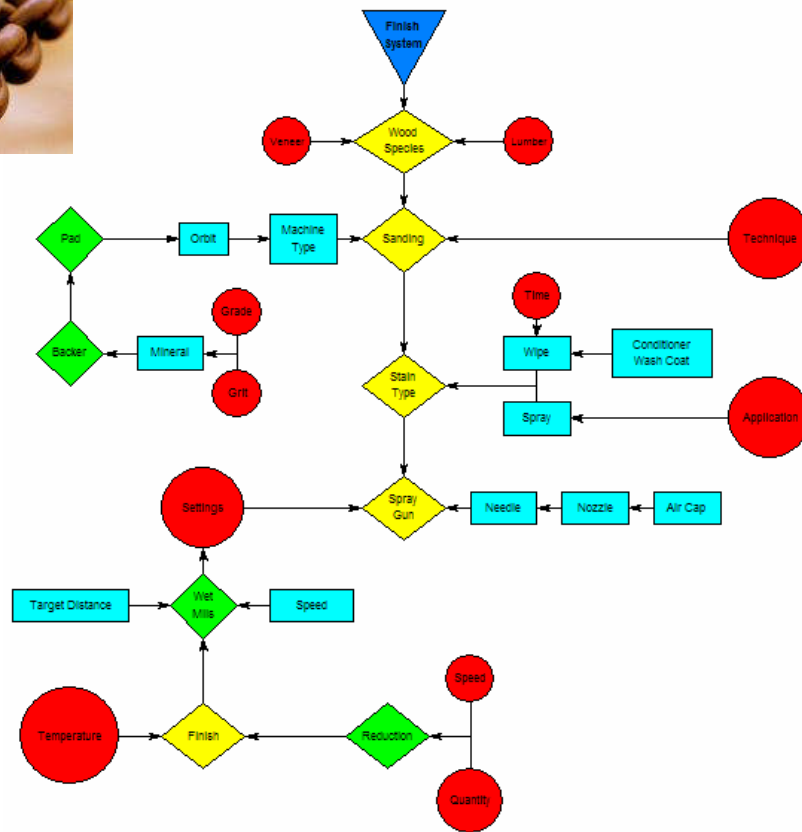 Finish
System
Veneer
Wood
Species
Lumber
Pad
Orbit
Machine
Type
Sanding
Technique
Grade
Time
Backer
Mineral
Wipe
Conditioner
Wash Coat
Grit
Stain
Type
Spray
Application
Settings
Spray
Gun
Needle
Nozzle
Air Cap
Target Distance
Wet
Mills
Speed
Speed
Temperature
Finish
Reduction
Quantity